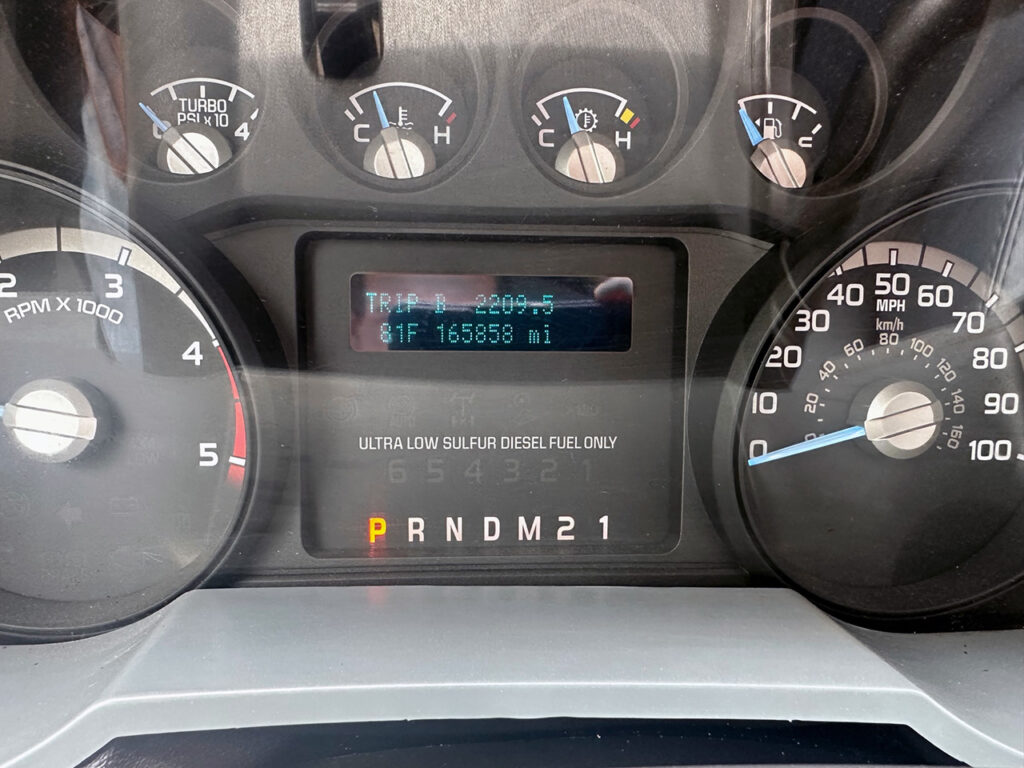 TURBO
PSI x 10
0 4
C H
C H
TRIP B 2209.5
81F 165858 mi
2 3 4 5
RPM X 1000
0 10 20 30 40 50 60 70 80 90 100
MPH
km/h
0 20 40 60 80 100 120 140 160
ULTRA LOW SULFUR DIESEL FUEL ONLY
6 5 4 3 2 1
P R N D M 2 1